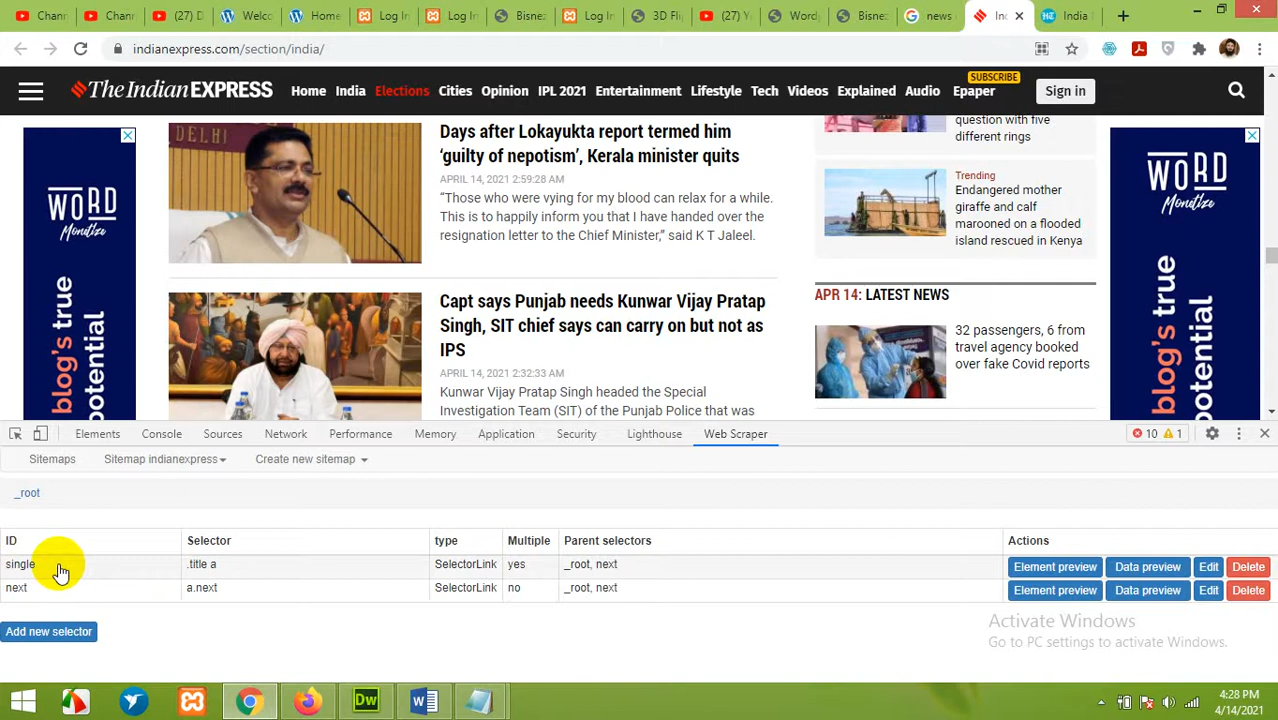 Chann
Chann
(27) D
Welco
Home
Log In
Log In
Bisnez
Log In
3D Fli
(27) Y
Wordp
Bisnez
news
Inc
India
indianexpress.com/section/india/
The Indian EXPRESS
Home
India
Elections
Cities
Opinion
IPL 2021
Entertainment
Lifestyle
Tech
Videos
Explained
Audio
SUBSCRIBE
Epaper
Sign in
DELHI
Days after Lokayukta report termed him
‘guilty of nepotism’, Kerala minister quits
APRIL 14, 2021 2:59:28 AM
“Those who were vying for my blood can relax for a while.
This is to happily inform you that I have handed over the
resignation letter to the Chief Minister,” said K T Jaleel.
Capt says Punjab needs Kunwar Vijay Pratap
Singh, SIT chief says can carry on but not as
IPS
APRIL 14, 2021 2:32:33 AM
Kunwar Vijay Pratap Singh headed the Special
Investigation Team (SIT) of the Punjab Police that was
question with five
different rings
Trending
Endangered mother
giraffe and calf
marooned on a flooded
island rescued in Kenya
APR 14: LATEST NEWS
32 passengers, 6 from
travel agency booked
over fake Covid reports
WORD
Monetize
blog's true
potential
WORD
Monetize
blog's true
potential
Elements
Console
Sources
Network
Performance
Memory
Application
Security
Lighthouse
Web Scraper
10
1
Sitemaps
Sitemap indianexpress
Create new sitemap
_root
ID
Selector
type
Multiple
Parent selectors
Actions
single
.title a
SelectorLink
yes
_root, next
Element preview
Data preview
Edit
Delete
next
a.next
SelectorLink
no
_root, next
Element preview
Data preview
Edit
Delete
Add new selector
Activate Windows
Go to PC settings to activate Windows.
Dw
4:28 PM
4/14/2021